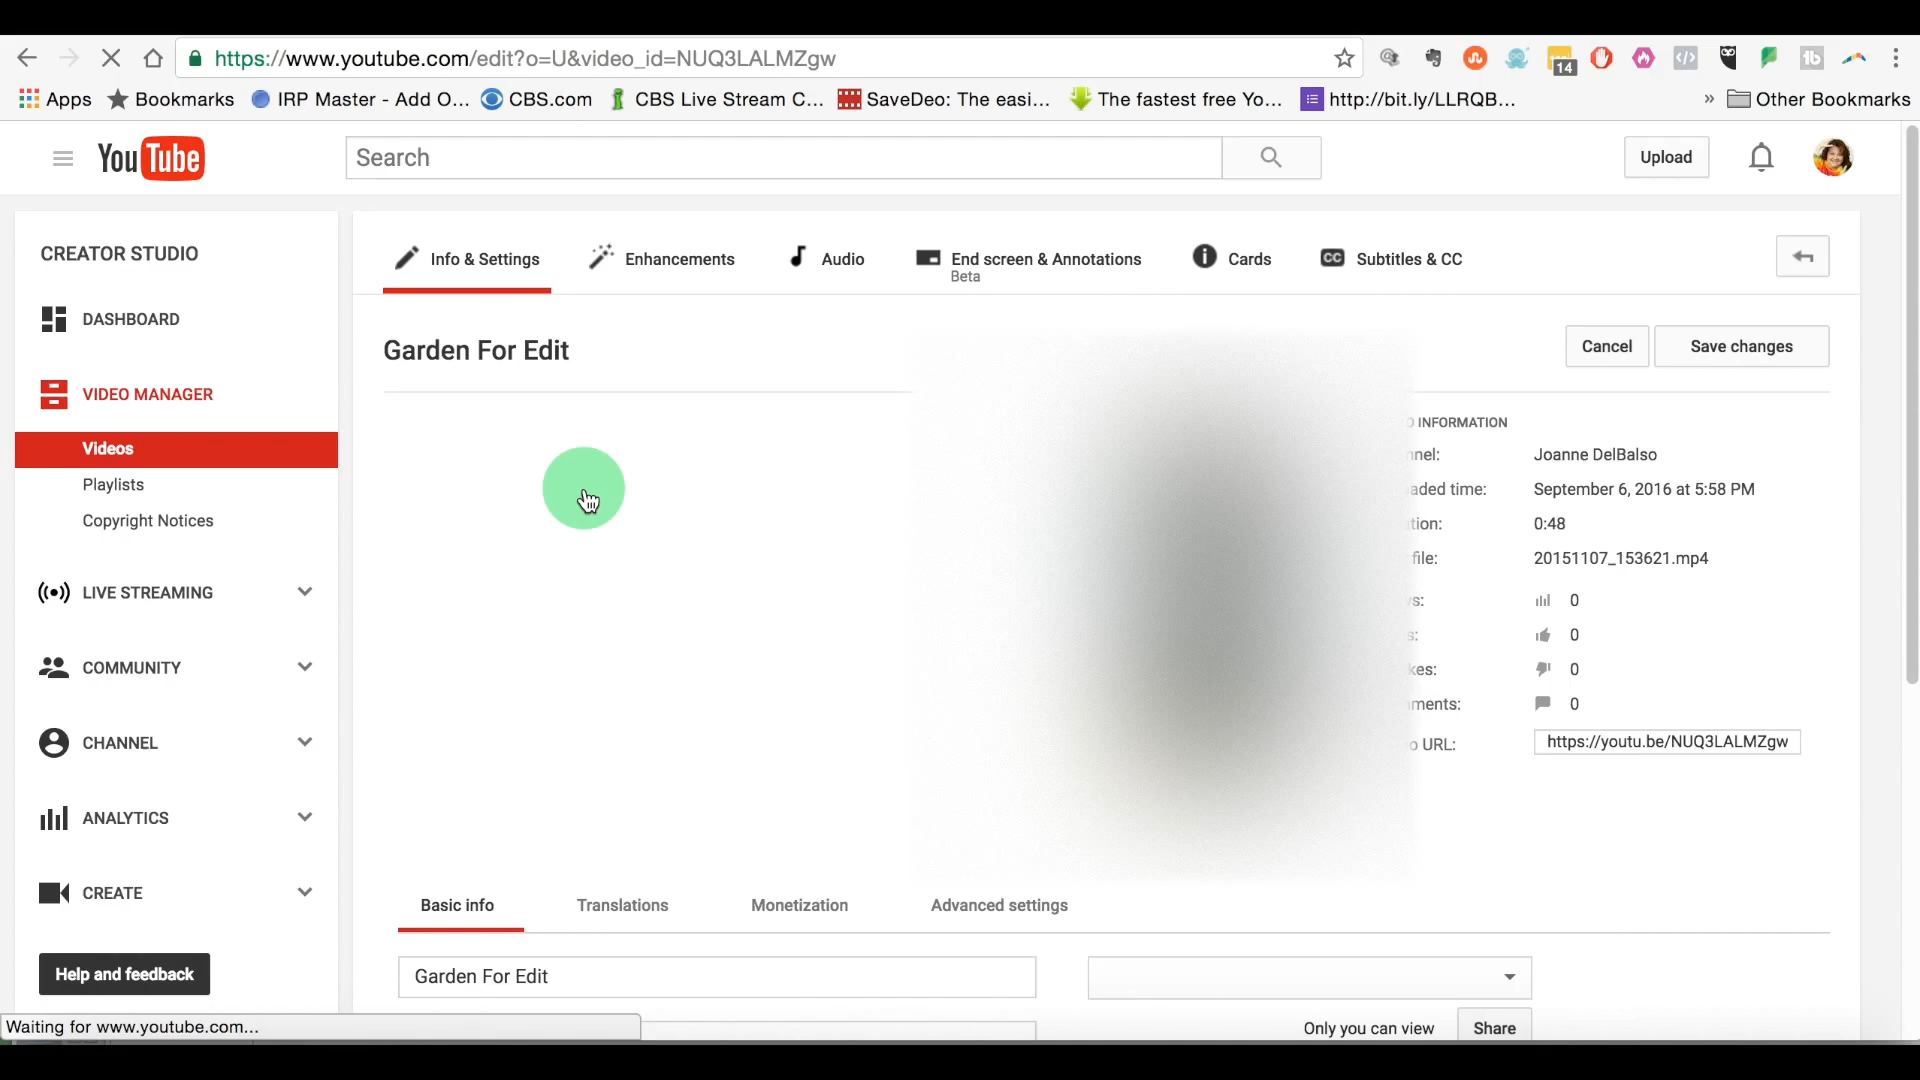 https://www.youtube.com/edit?o=U&video_id=NUQ3LALMZgw
14
Apps Bookmarks IRP Master - Add O... CBS.com CBS Live Stream C... SaveDeo: The easi... The fastest free Yo... http://bit.ly/LLRQB... » Other Bookmarks
YouTube Search Upload
CREATOR STUDIO
Info & Settings Enhancements Audio End screen & Annotations Cards CC Subtitles & CC
Beta
DASHBOARD
Garden For Edit Cancel Save changes
VIDEO MANAGER
INFORMATION
Videos
Joanne DelBalso
Playlists
September 6, 2016 at 5:58 PM
Copyright Notices
0:48
file: 20151107_153621.mp4
LIVE STREAMING
0
0
COMMUNITY
0
0
CHANNEL
URL: https://youtu.be/NUQ3LALMZgw
ANALYTICS
CREATE
Basic info Translations Monetization Advanced settings
Help and feedback
Garden For Edit
Waiting for www.youtube.com...
Only you can view Share